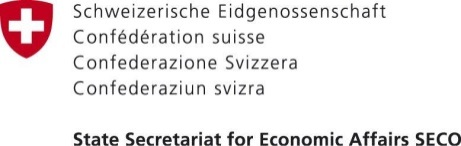 Schweizerische Eidgenossenschaft
Confédération suisse
Confederazione Svizzera
Confederaziun svizra
State Secretariat for Economic Affairs SECO